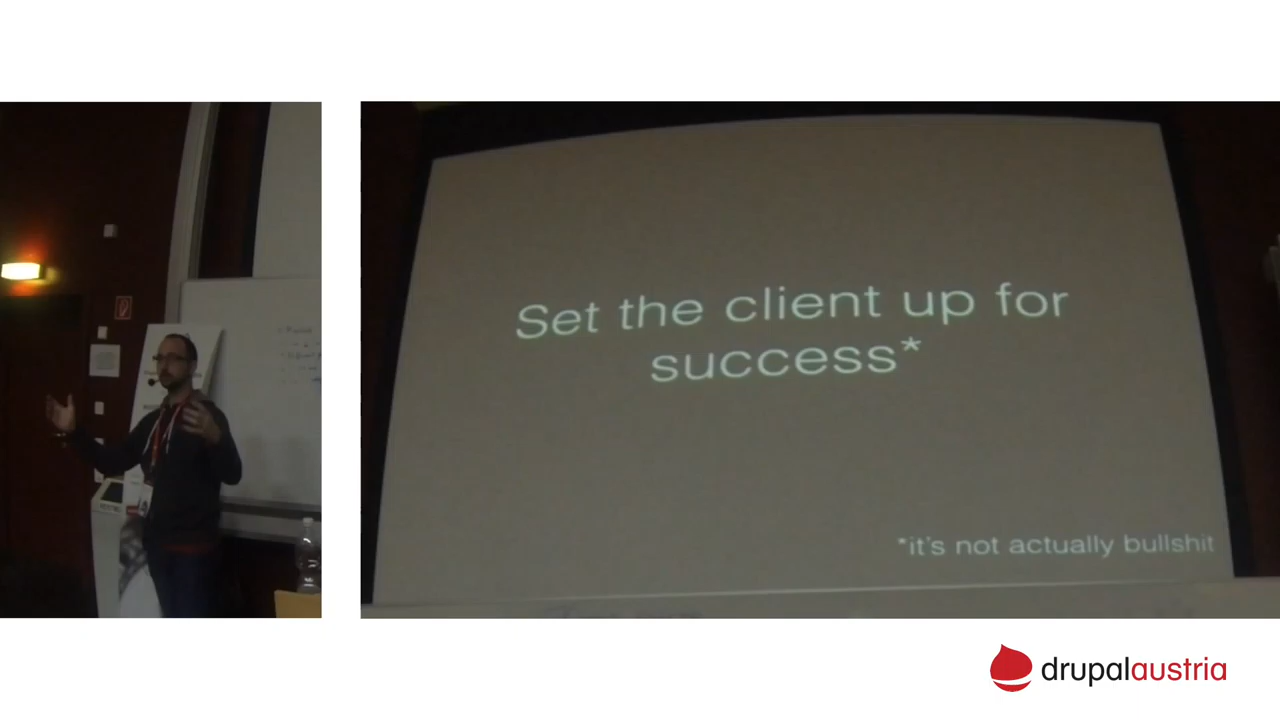 Set the client up for
success*
*it's not actually bullshit
drupalaustria